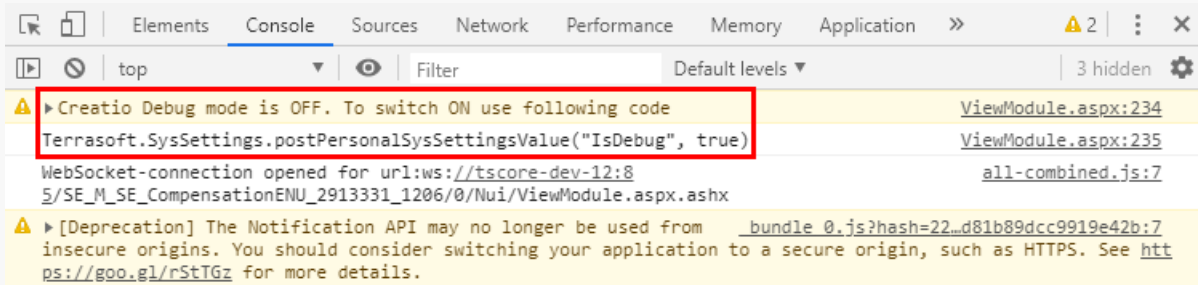 Elements Console Sources Network Performance Memory Application » 2
top Filter Default levels 3 hidden
Creatio Debug mode is OFF. To switch ON use following code ViewModule.aspx:234
Terrasoft.SysSettings.postPersonalSysSettingsValue("IsDebug", true) ViewModule.aspx:235
WebSocket-connection opened for url:ws://tscore-dev-12:8 all-combined.js:7
5/SE_M_SE_CompensationENU_2913331_1206/0/Nui/ViewModule.aspx.ashx
[Deprecation] The Notification API may no longer be used from _bundle_0.js?hash=22…d81b89dcc9919e42b:7
insecure origins. You should consider switching your application to a secure origin, such as HTTPS. See htt
ps://goo.gl/rStTGz for more details.